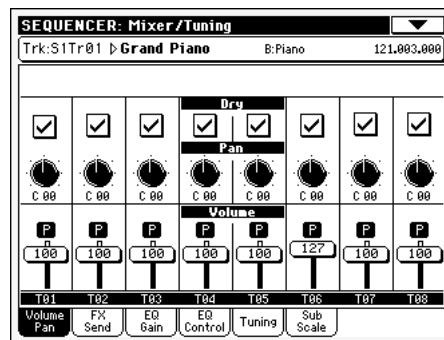 SEQUENCER: Mixer/Tuning
Trk:S1Tr01 ▷Grand Piano B:Piano 121.003.000
Dry
Pan
C 00 C 00 C 00 C 00 C 00 C 00 C 00 C 00
Volume
P P P P P P P P
100 100 100 100 100 127 100 100
T01 T02 T03 T04 T05 T06 T07 T08
Volume Pan FX Send EQ Gain EQ Control Tuning Sub Scale